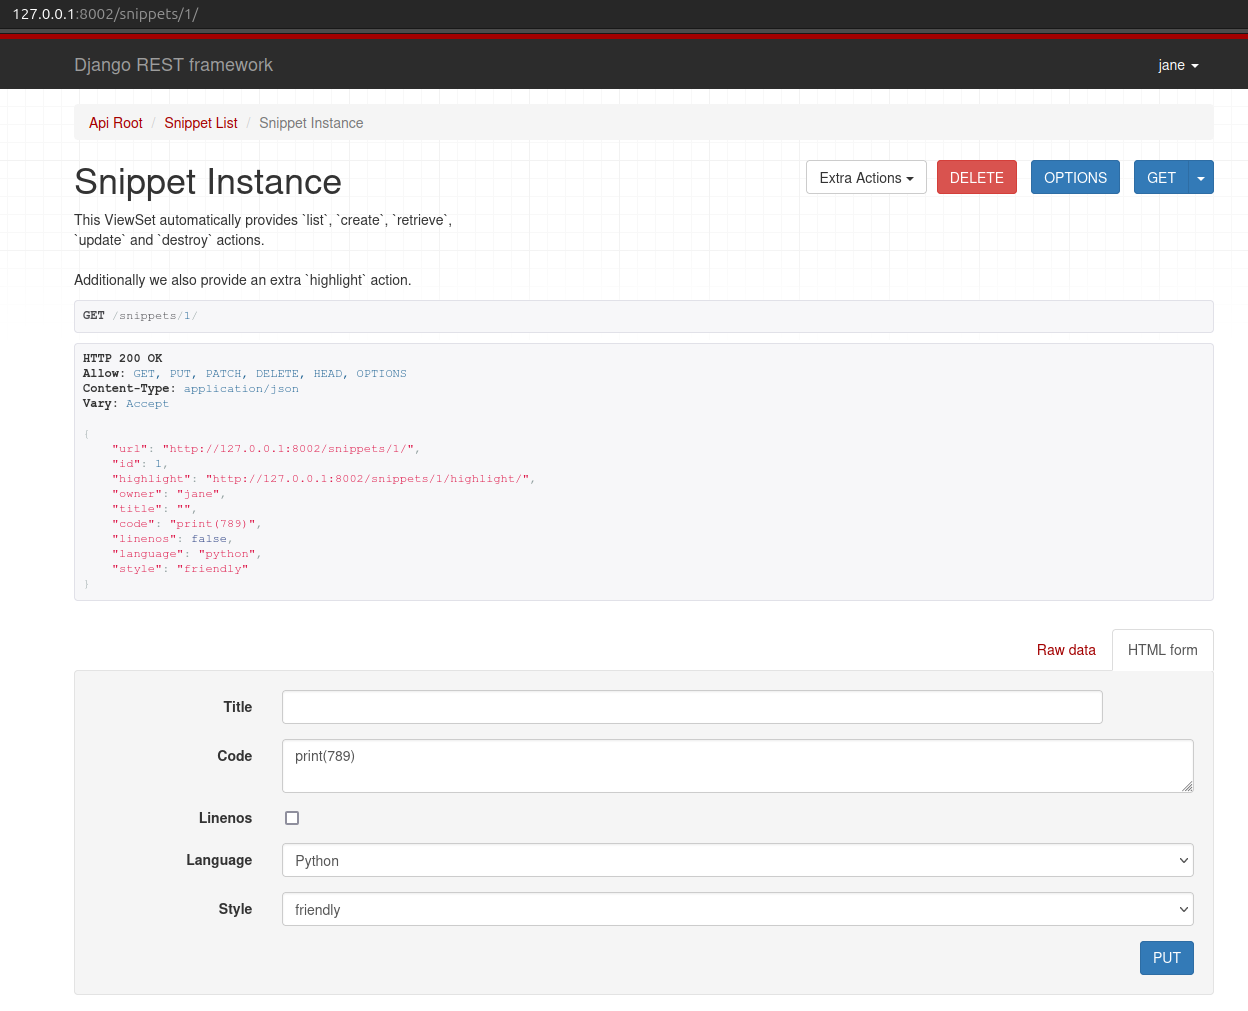 127.0.0.1:8002/snippets/1/
Django REST framework
jane
Api Root / Snippet List / Snippet Instance
Snippet Instance
Extra Actions
DELETE
OPTIONS
GET
This ViewSet automatically provides `list`, `create`, `retrieve`,
`update` and `destroy` actions.
Additionally we also provide an extra `highlight` action.
GET /snippets/1/
HTTP 200 OK
Allow: GET, PUT, PATCH, DELETE, HEAD, OPTIONS
Content-Type: application/json
Vary: Accept
{
    "url": "http://127.0.0.1:8002/snippets/1/",
    "id": 1,
    "highlight": "http://127.0.0.1:8002/snippets/1/highlight/",
    "owner": "jane",
    "title": "",
    "code": "print(789)",
    "linenos": false,
    "language": "python",
    "style": "friendly"
}
Raw data
HTML form
Title
Code
print(789)
Linenos
Language
Python
Style
friendly
PUT